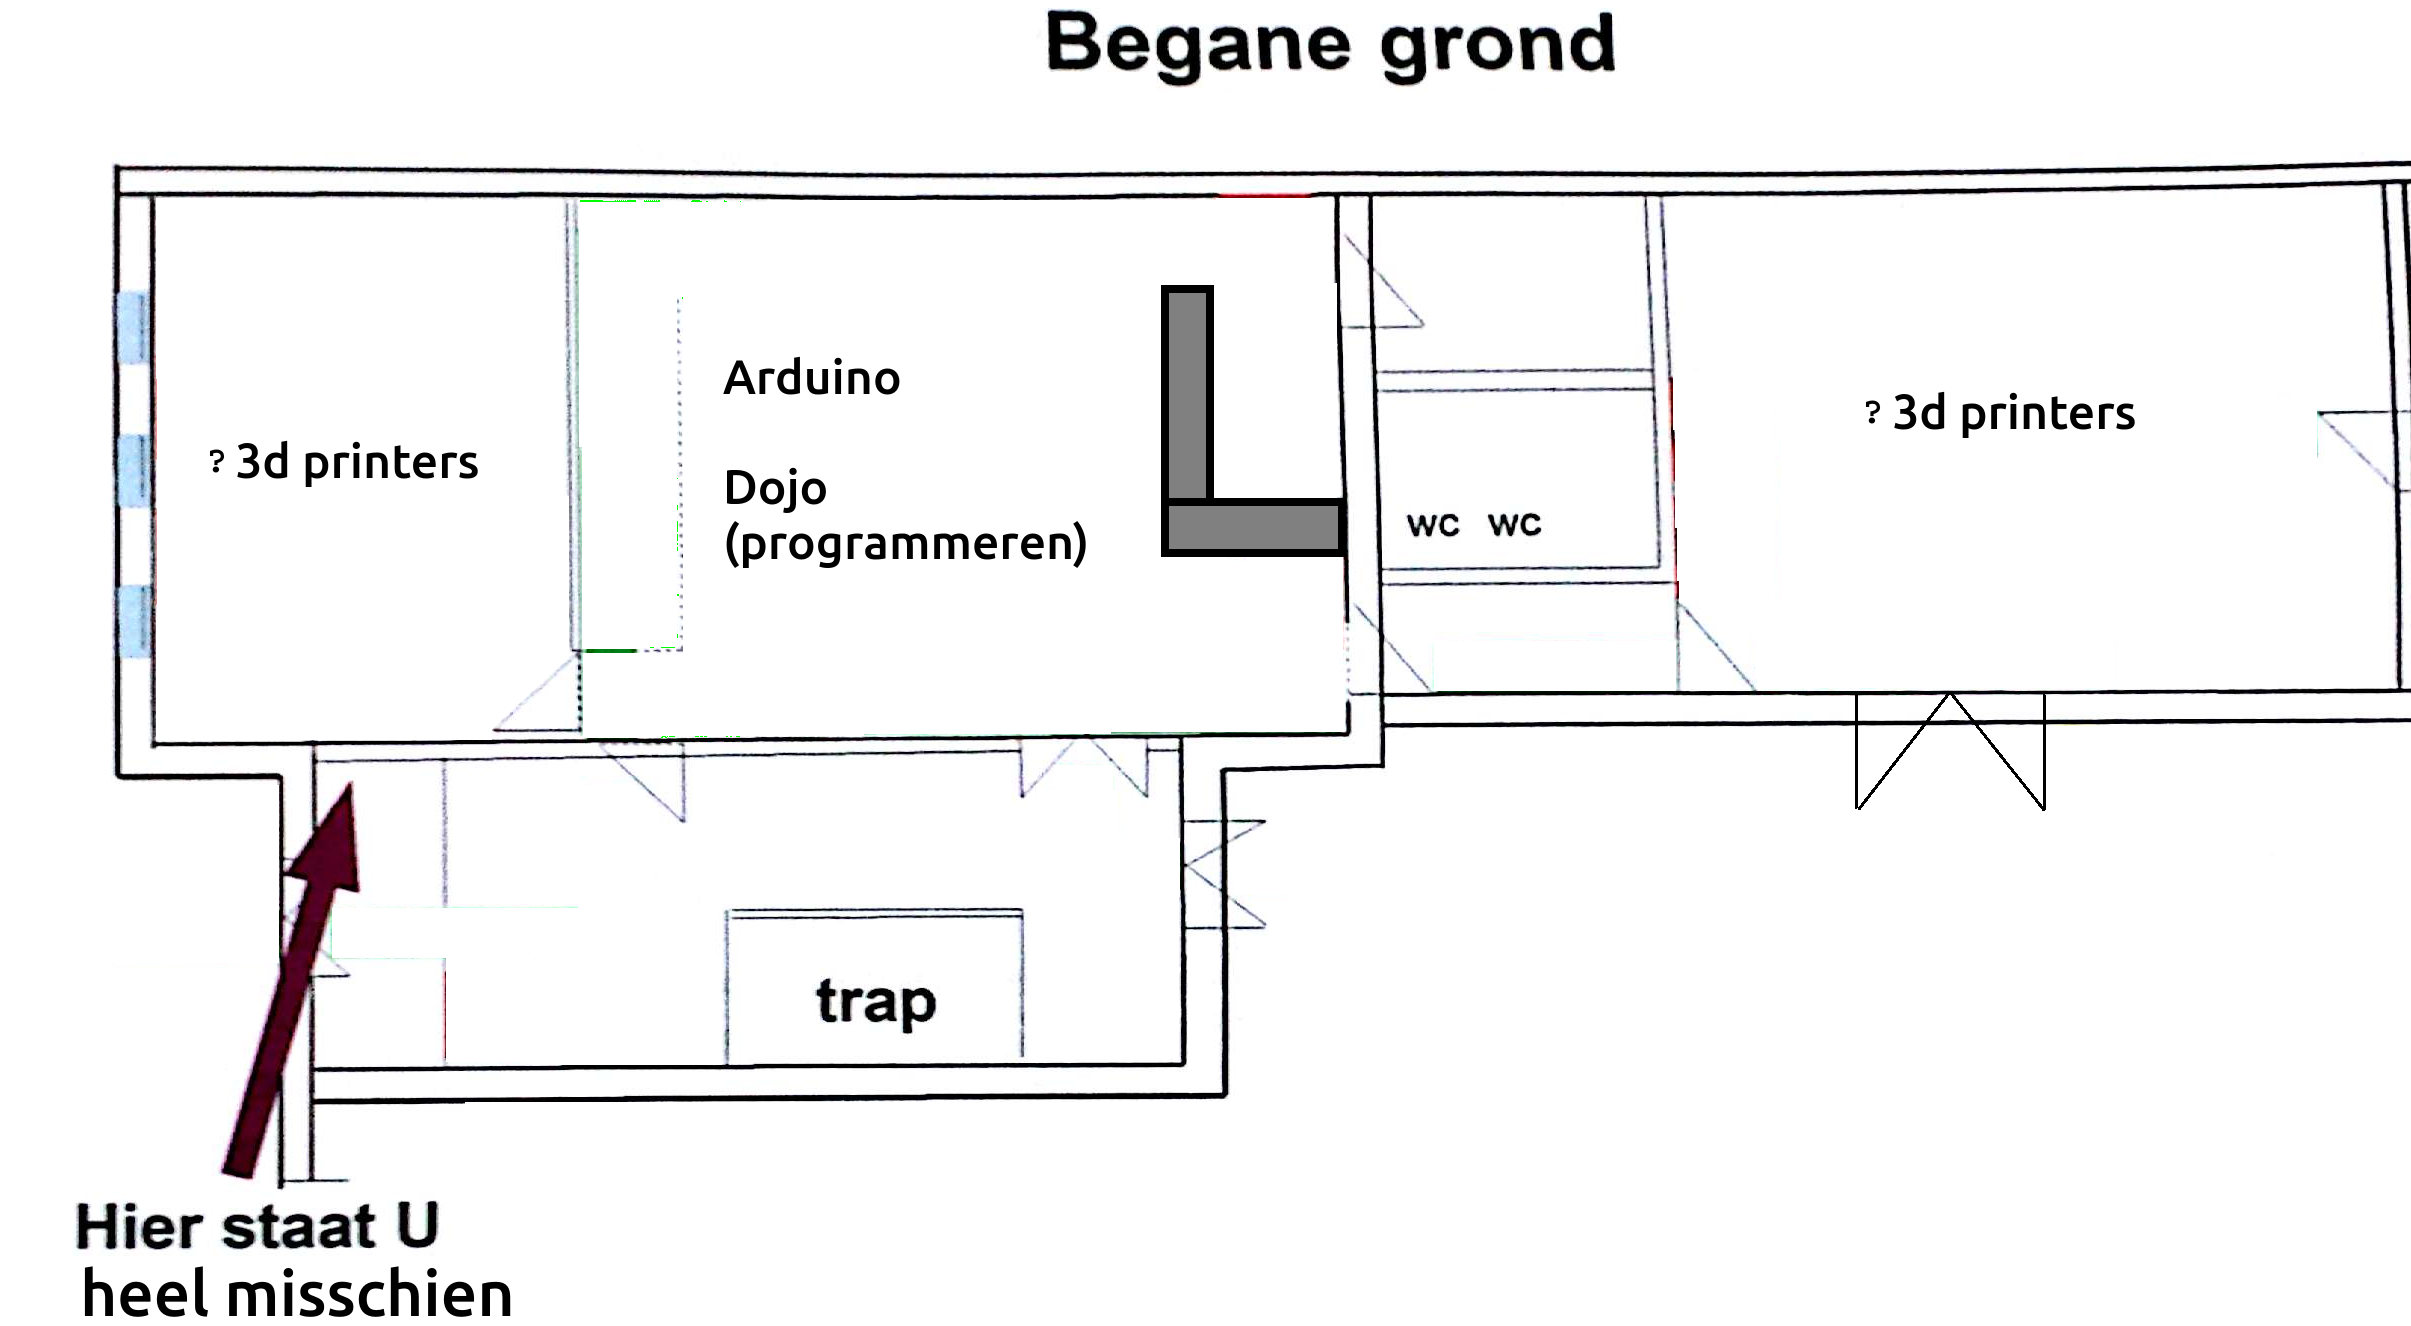 Begane grond
Arduino
? 3d printers
Dojo
(programmeren)
wc wc
? 3d printers
trap
Hier staat U
heel misschien